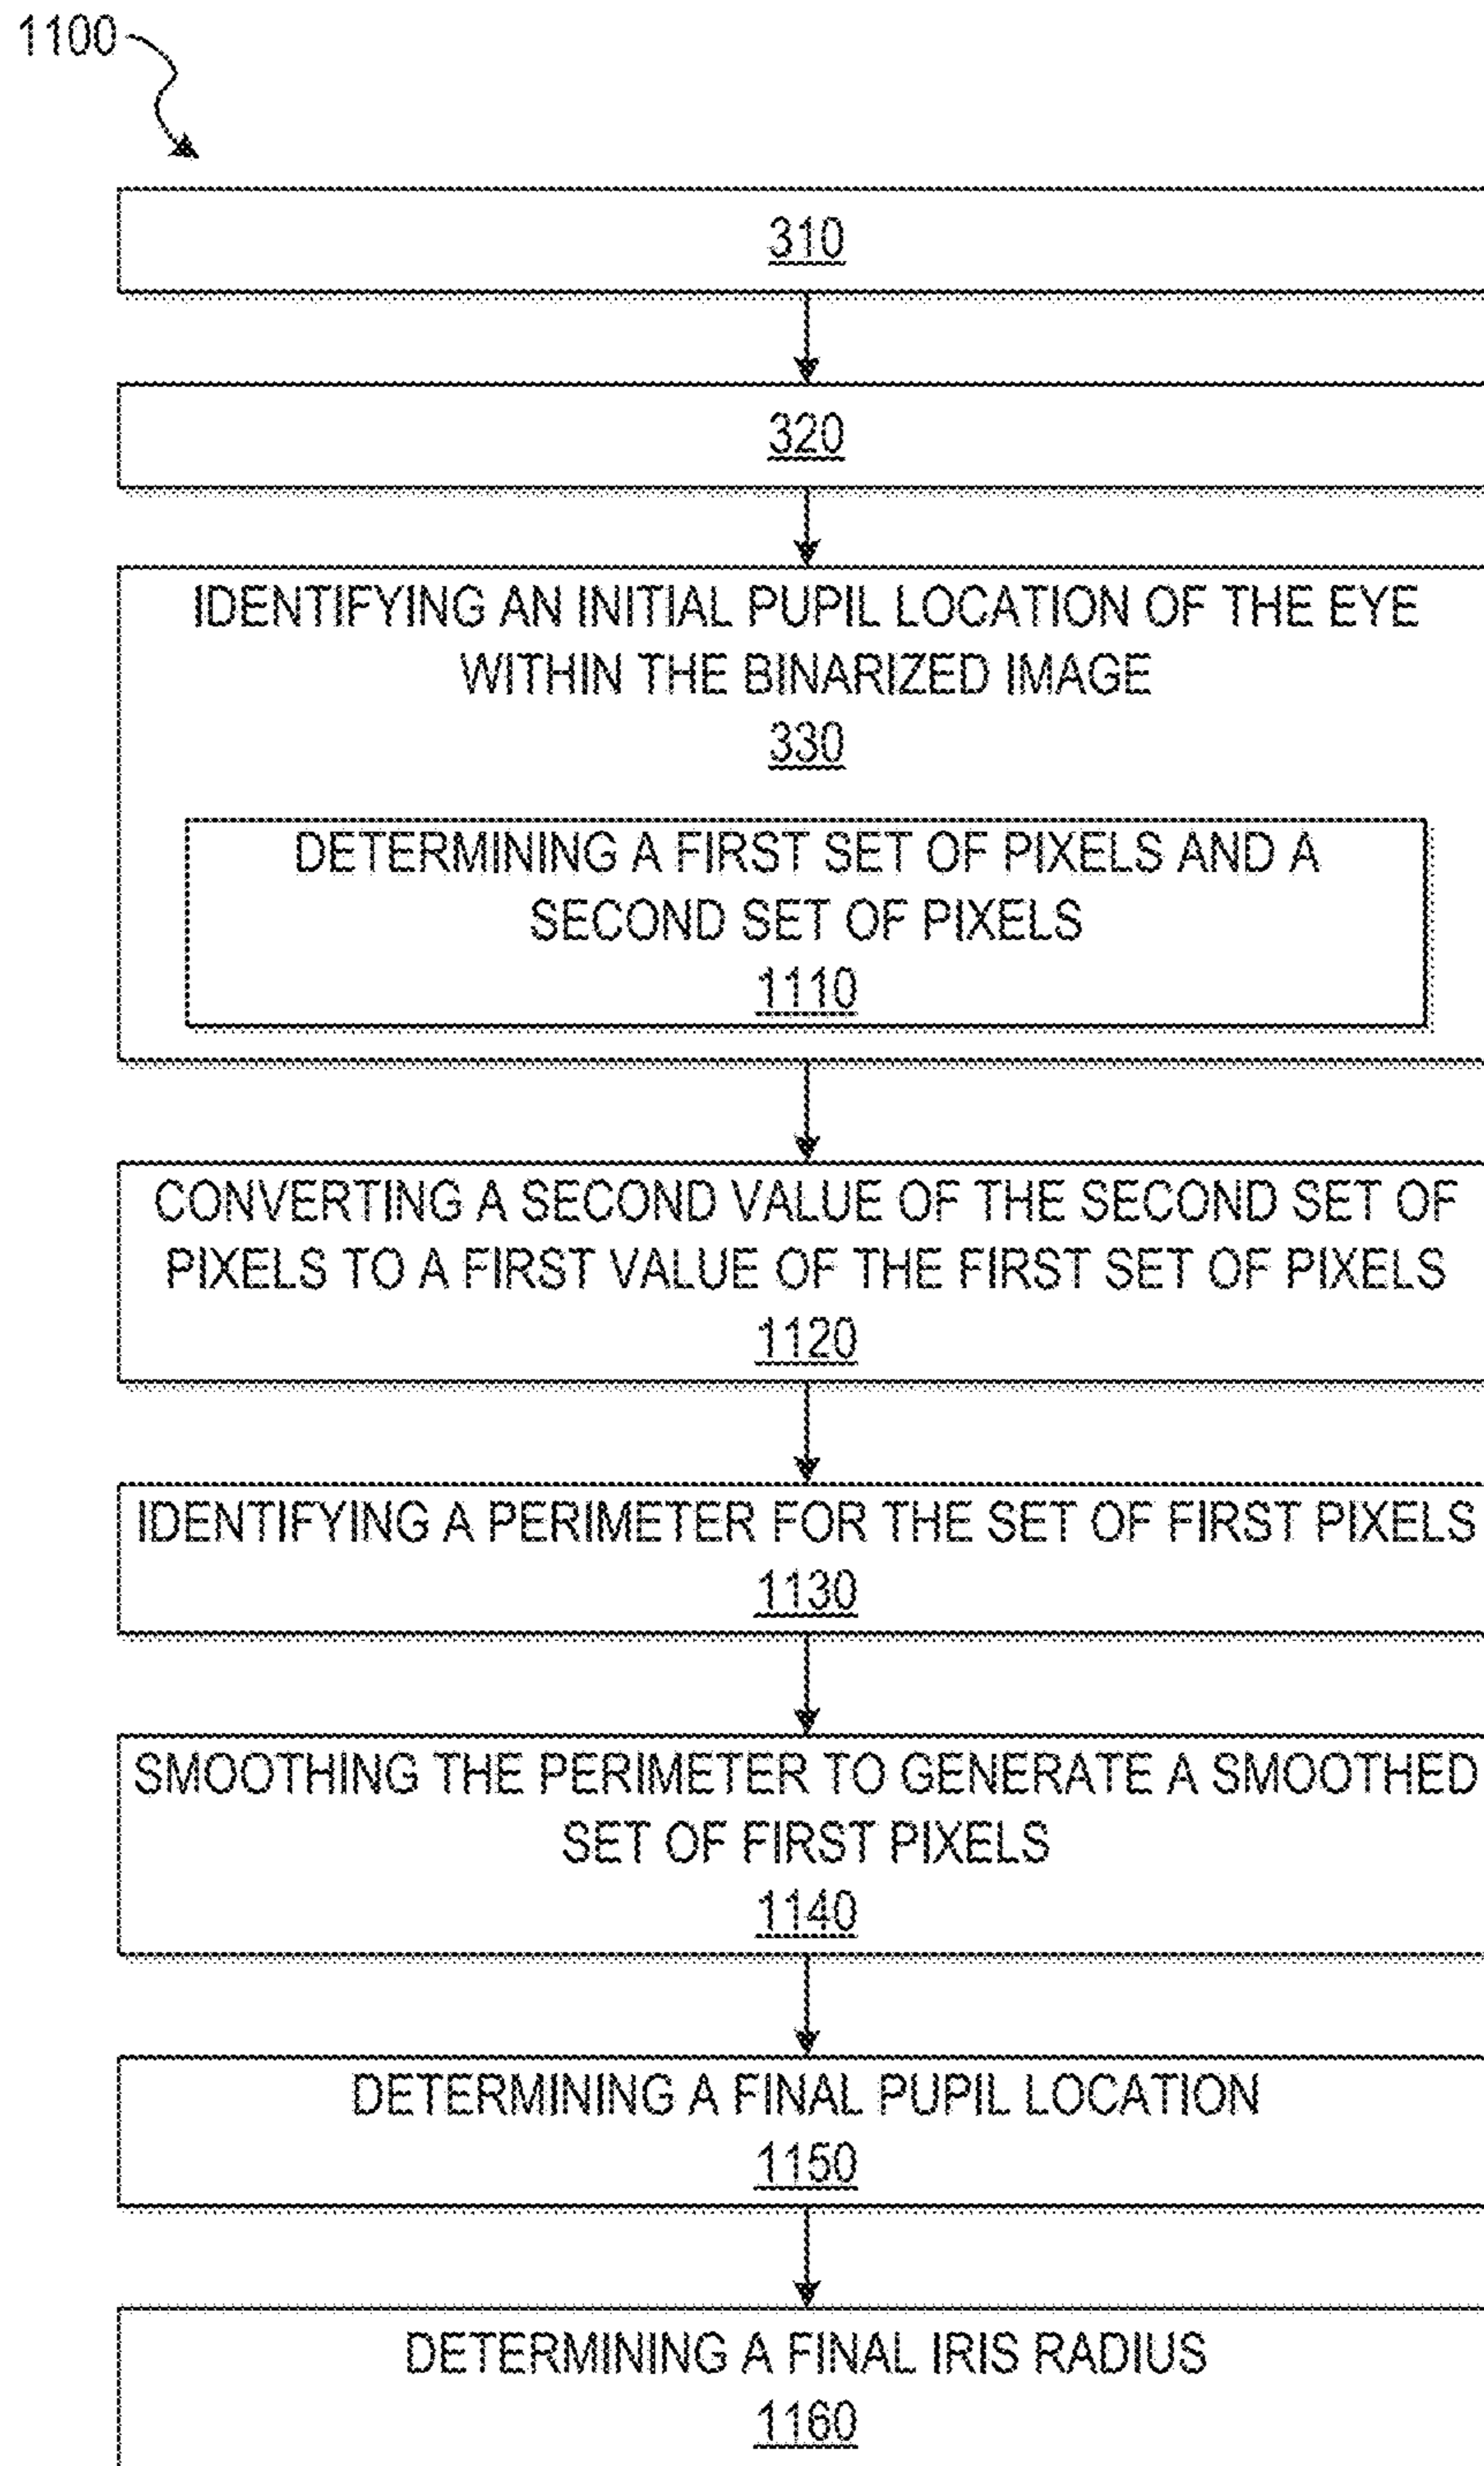 1100
310
320
IDENTIFYING AN INITIAL PUPIL LOCATION OF THE EYE
WITHIN THE BINARIZED IMAGE
330
DETERMINING A FIRST SET OF PIXELS AND A
SECOND SET OF PIXELS
1110
CONVERTING A SECOND VALUE OF THE SECOND SET OF
PIXELS TO A FIRST VALUE OF THE FIRST SET OF PIXELS
1120
IDENTIFYING A PERIMETER FOR THE SET OF FIRST PIXELS
1130
SMOOTHING THE PERIMETER TO GENERATE A SMOOTHED
SET OF FIRST PIXELS
1140
DETERMINING A FINAL PUPIL LOCATION
1150
DETERMINING A FINAL IRIS RADIUS
1160